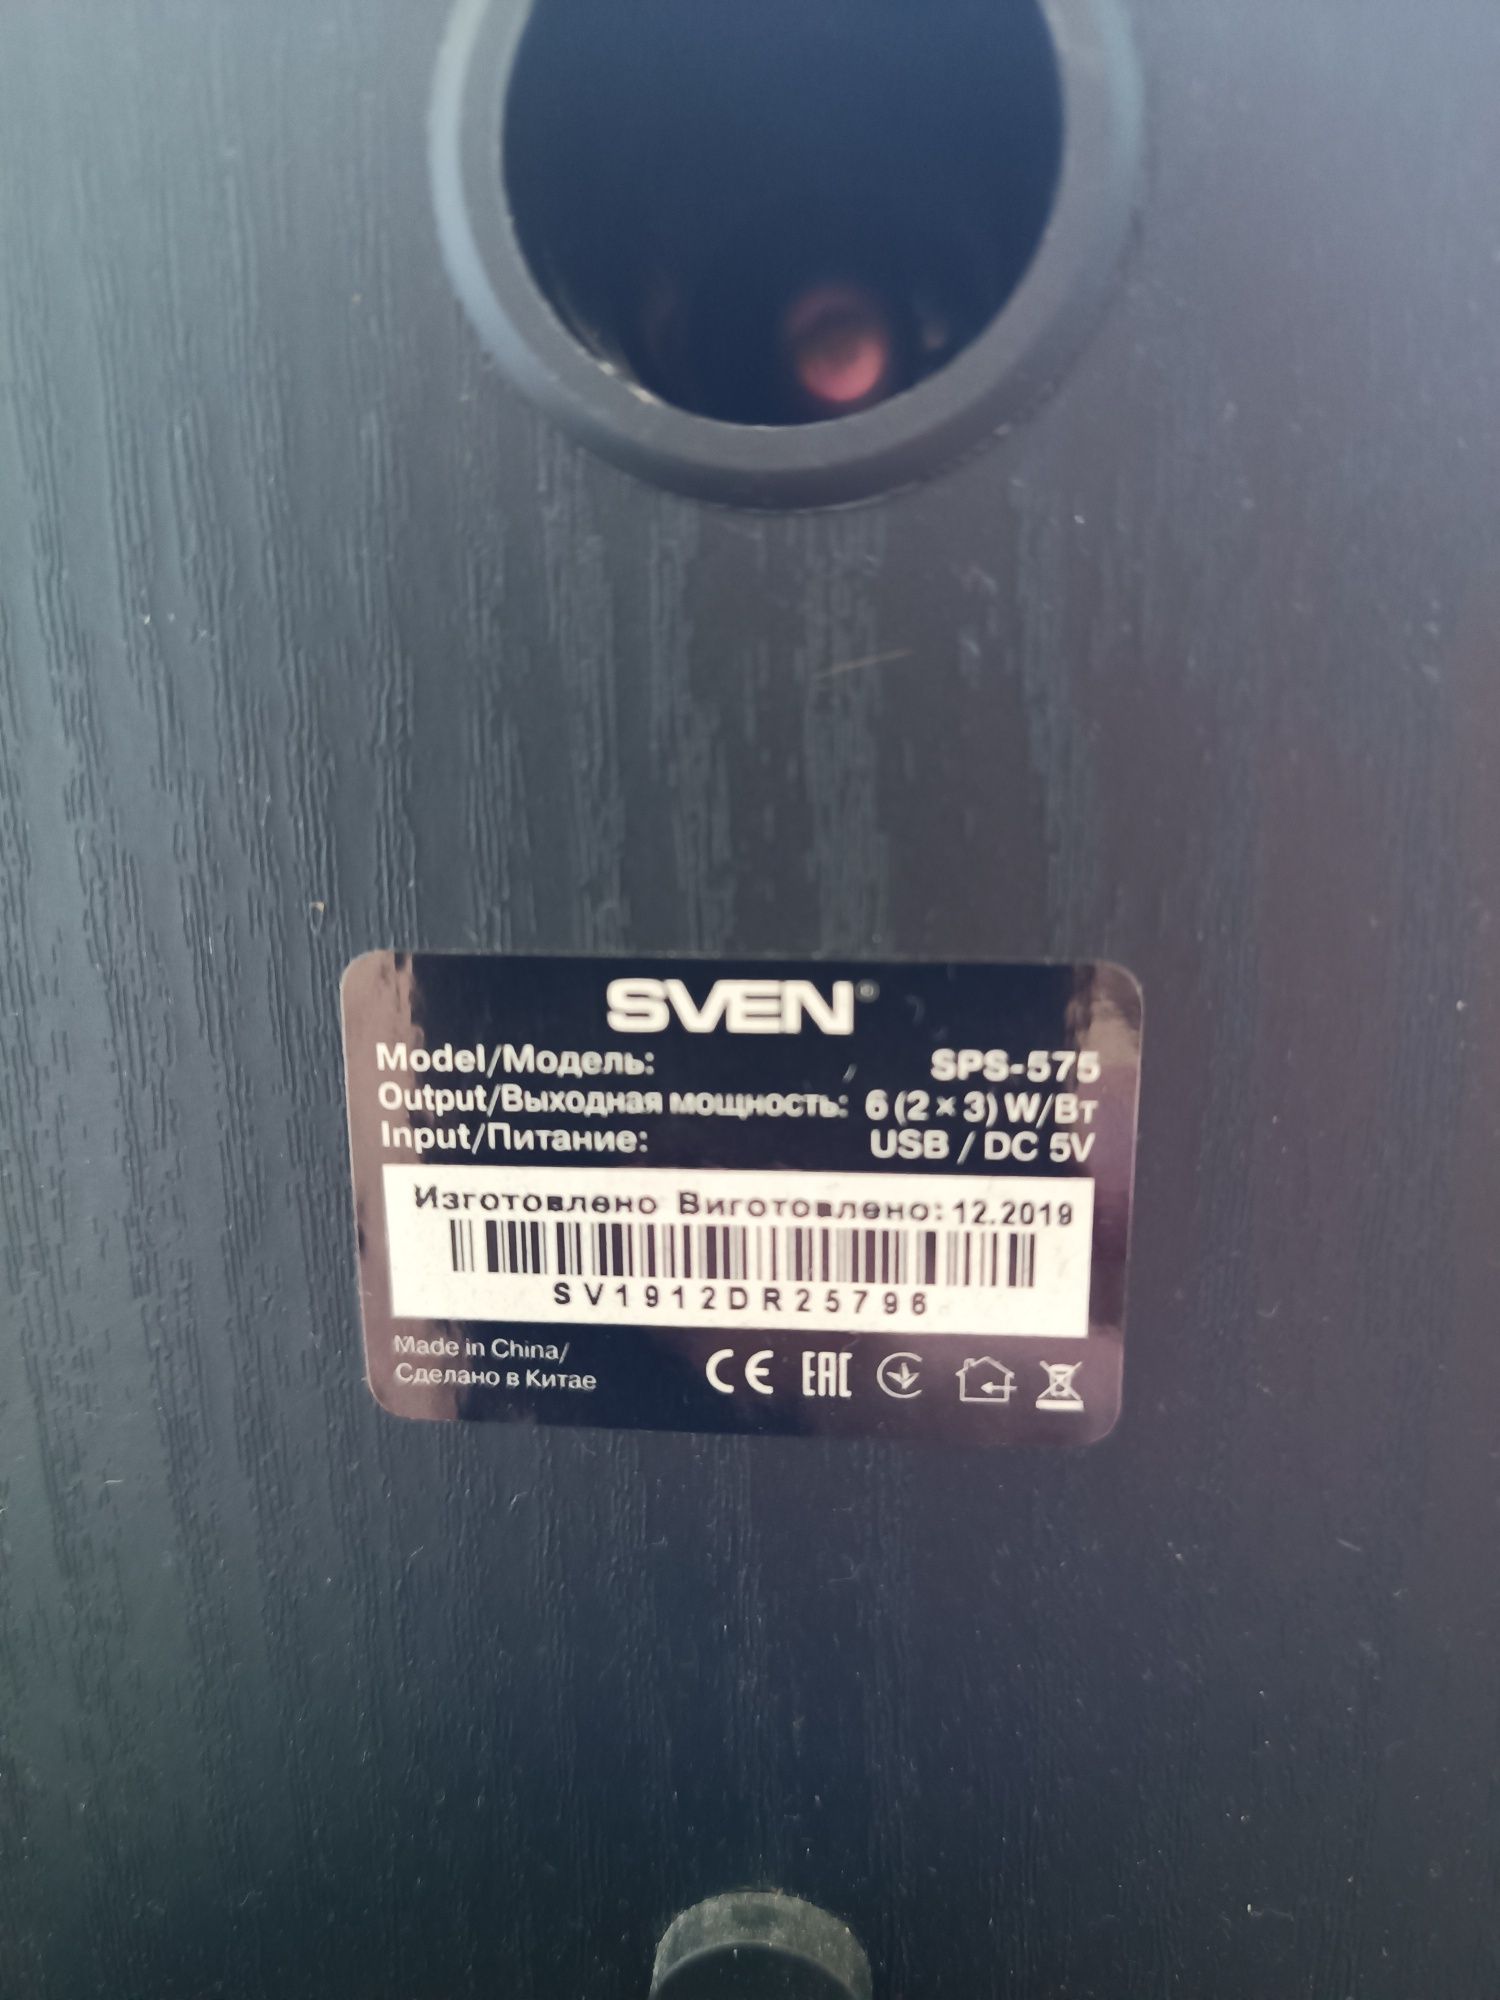 SVEN®
Model/Модель: SPS-575
Output/Выходная мощность: 6 (2 × 3) W/Вт
Input/Питание: USB / DC 5V
Изготовлено Виготовлено: 12.2019
SV1912DR25796
Made in China/
Сделано в Китае
CE EAC